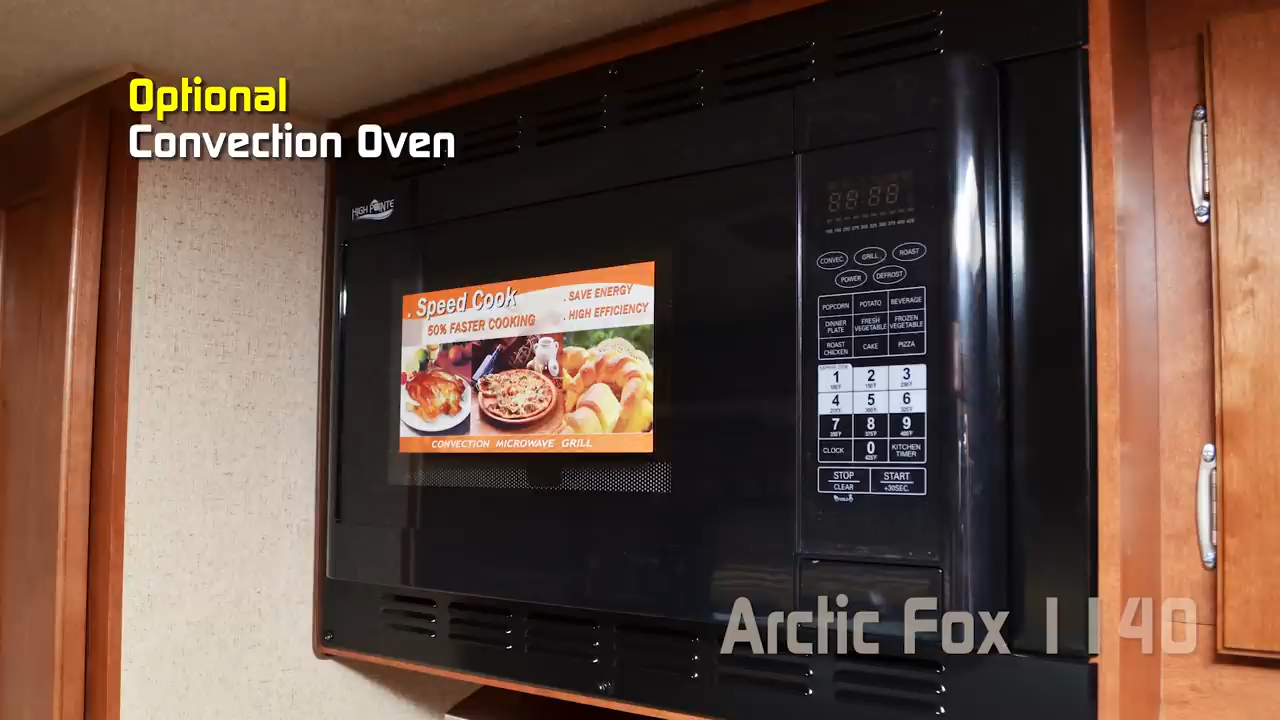 Optional
Convection Oven
HIGH POINTE
. Speed Cook
. SAVE ENERGY
50% FASTER COOKING
. HIGH EFFICIENCY
CONVECTION MICROWAVE GRILL
88:88
CONVEC GRILL ROAST
POWER DEFROST
POPCORN POTATO BEVERAGE
DINNER PLATE FRESH VEGETABLE FROZEN VEGETABLE
ROAST CHICKEN CAKE PIZZA
1 2 3
4 5 6
7 8 9
CLOCK 0 KITCHEN TIMER
STOP START
CLEAR +30SEC.
Arctic Fox 1140